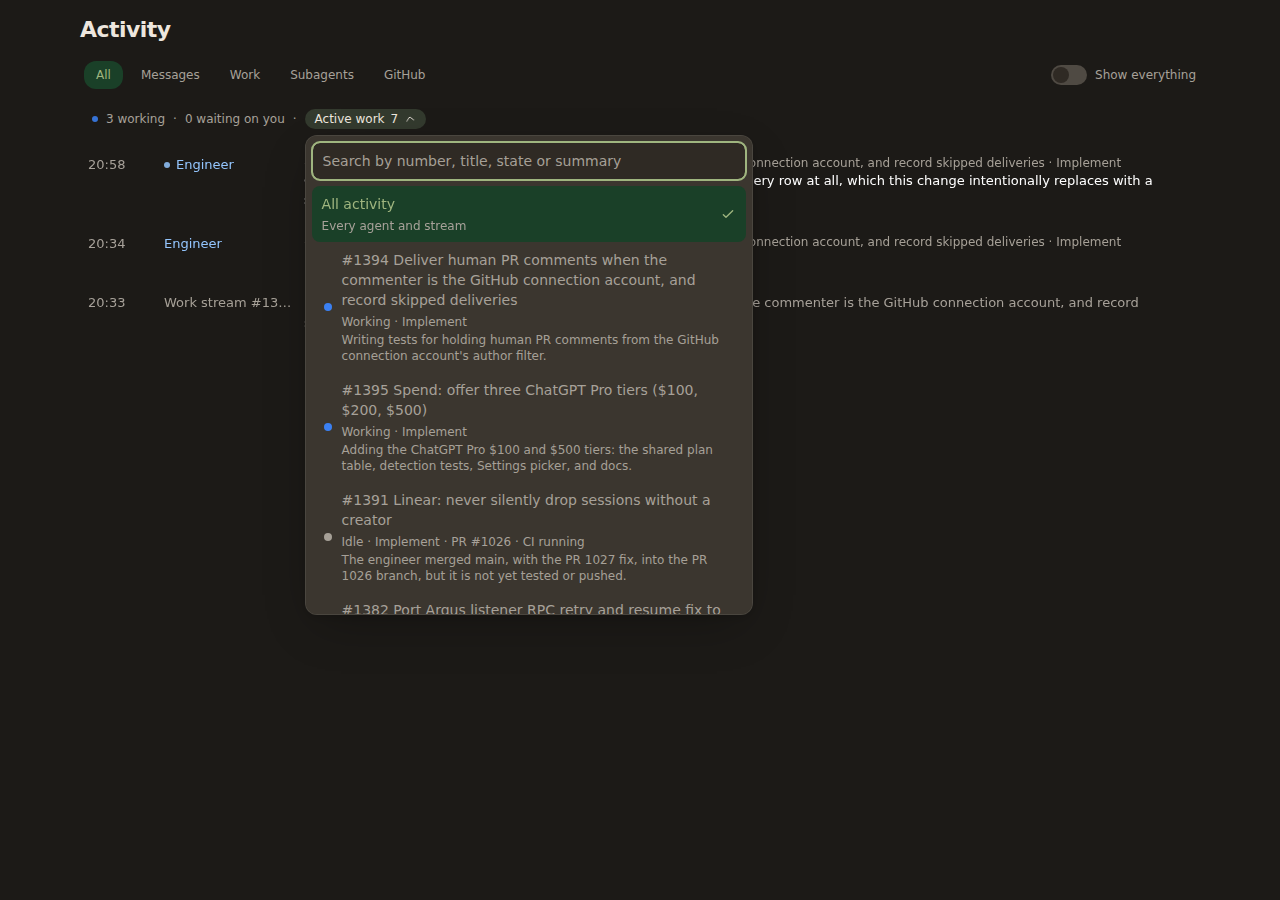 Activity
All Messages Work Subagents GitHub Show everything
3 working · 0 waiting on you · Active work 7
Search by number, title, state or summary
20:58 Engineer onnection account, and record skipped deliveries · Implement
ery row at all, which this change intentionally replaces with a
All activity
Every agent and stream
20:34 Engineer onnection account, and record skipped deliveries · Implement
#1394 Deliver human PR comments when the
commenter is the GitHub connection account, and
record skipped deliveries
20:33 Work stream #13… e commenter is the GitHub connection account, and record
Working · Implement
Writing tests for holding human PR comments from the GitHub
connection account's author filter.
#1395 Spend: offer three ChatGPT Pro tiers ($100,
$200, $500)
Working · Implement
Adding the ChatGPT Pro $100 and $500 tiers: the shared plan
table, detection tests, Settings picker, and docs.
#1391 Linear: never silently drop sessions without a
creator
Idle · Implement · PR #1026 · CI running
The engineer merged main, with the PR 1027 fix, into the PR
1026 branch, but it is not yet tested or pushed.
#1382 Port Argus listener RPC retry and resume fix to